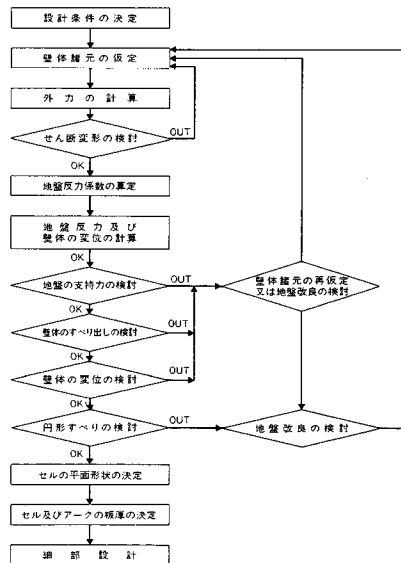 設計条件の決定
壁体諸元の仮定
外力の計算
せん断変形の検討
OUT
OK
地盤反力係数の算定
地盤反力及び
壁体の変位の計算
OK
地盤の支持力の検討
OUT
壁体諸元の再仮定
又は地盤改良の検討
OK
壁体のすべり出しの検討
OUT
OK
壁体の変位の検討
OUT
OK
円形すべりの検討
OUT
地盤改良の検討
OK
セルの平面形状の決定
セル及びアークの板厚の決定
細部設計